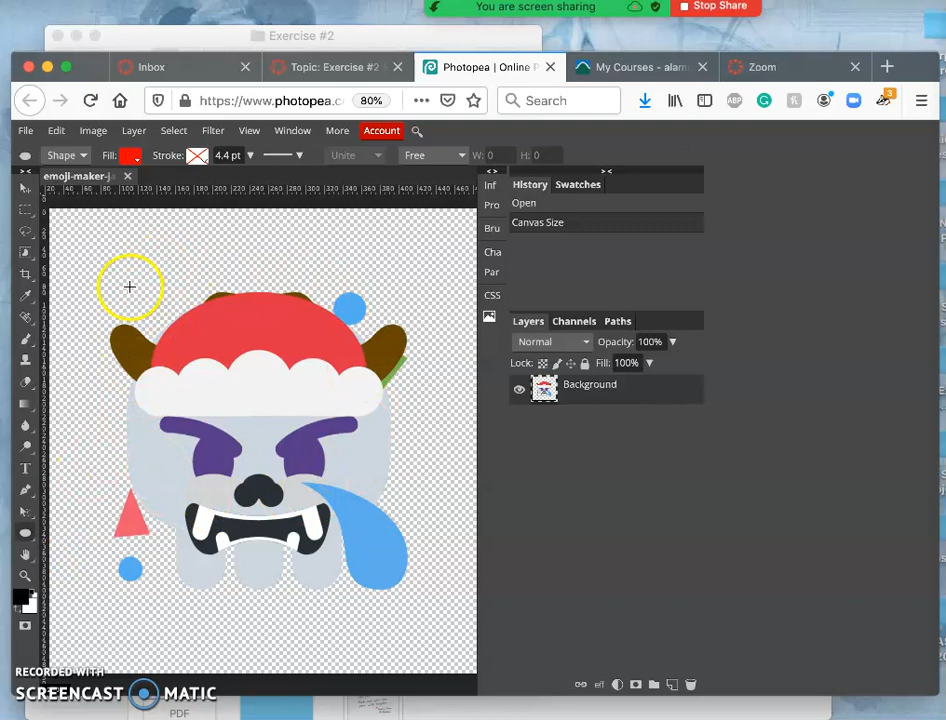 You are screen sharing
Stop Share
Exercise #2
Inbox
Topic: Exercise #2
Photopea | Online P
My Courses - alam
Zoom
https://www.photopea.c
80%
Search
ABP
3
File Edit Image Layer Select Filter View Window More Account
Shape Fill: Stroke: 4.4 pt Unite Free W: 0 H: 0
emoji-maker-j
< >
> <
Inf
Pro
Bru
Cha
Par
CSS
History Swatches
Open
Canvas Size
Layers Channels Paths
Normal Opacity: 100%
Lock: Fill: 100%
Background
eff
RECORDED WITH
SCREENCAST MATIC
PDF